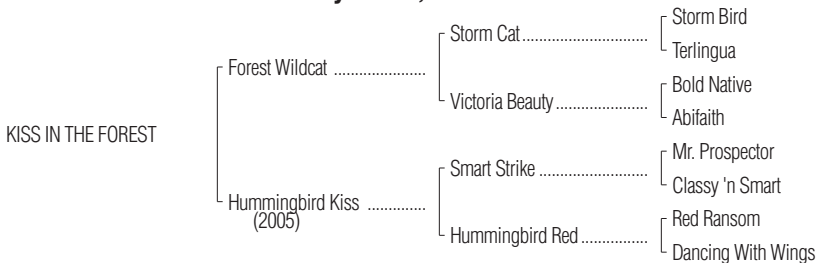 Storm Bird
Storm Cat..............................
Terlingua
Forest Wildcat ......................
Bold Native
Victoria Beauty......................
Abifaith
KISS IN THE FOREST
Mr. Prospector
Smart Strike ..........................
Classy 'n Smart
Hummingbird Kiss ..............
(2005)
Red Ransom
Hummingbird Red................
Dancing With Wings